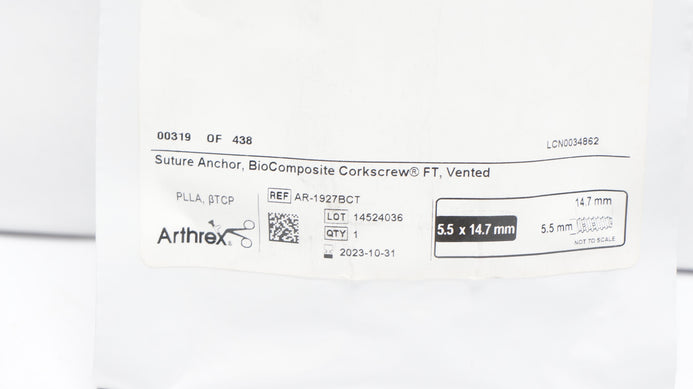 00319 OF 438
LCN0034862
Suture Anchor, BioComposite Corkscrew® FT, Vented
PLLA, βTCP
Arthrex®
REF AR-1927BCT
LOT 14524036
QTY 1
2023-10-31
5.5 x 14.7 mm
14.7 mm
5.5 mm
NOT TO SCALE